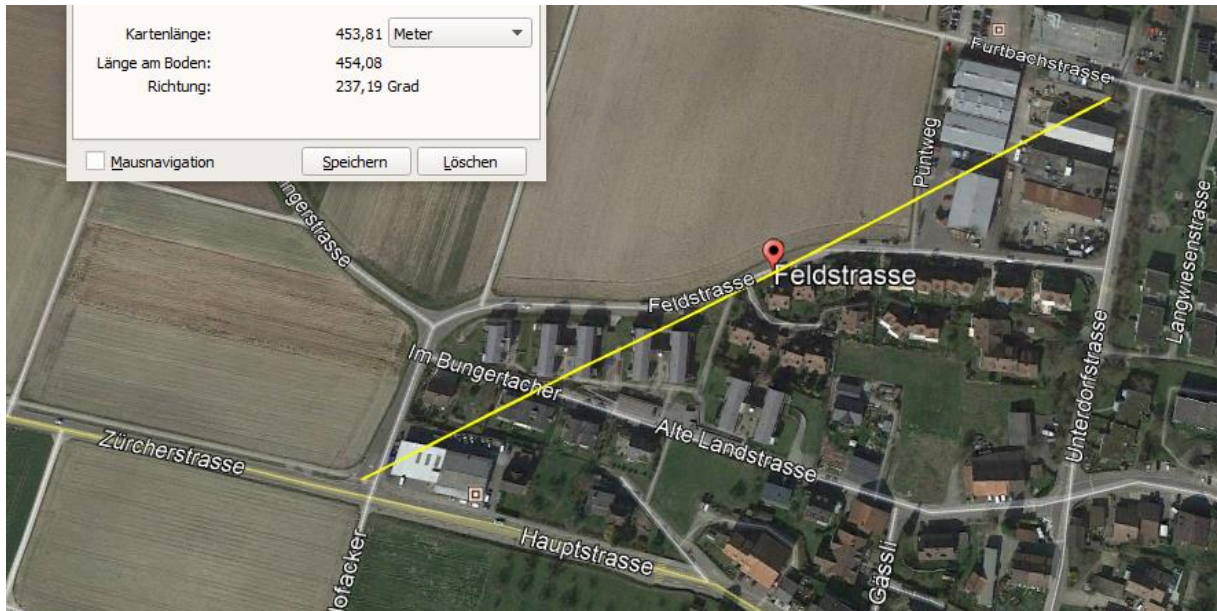 Kartenlänge: 453,81 Meter
Länge am Boden: 454,08
Richtung: 237,19 Grad
Mausnavigation Speichern Löschen
Furtbachstrasse
Püntweg
ingerstrasse
Langwiesenstrasse
Feldstrasse
Feldstrasse
Im Bungertacher
Unterdorfstrasse
Alte Landstrasse
Zürcherstrasse
Hauptstrasse
lofacker
Gässli